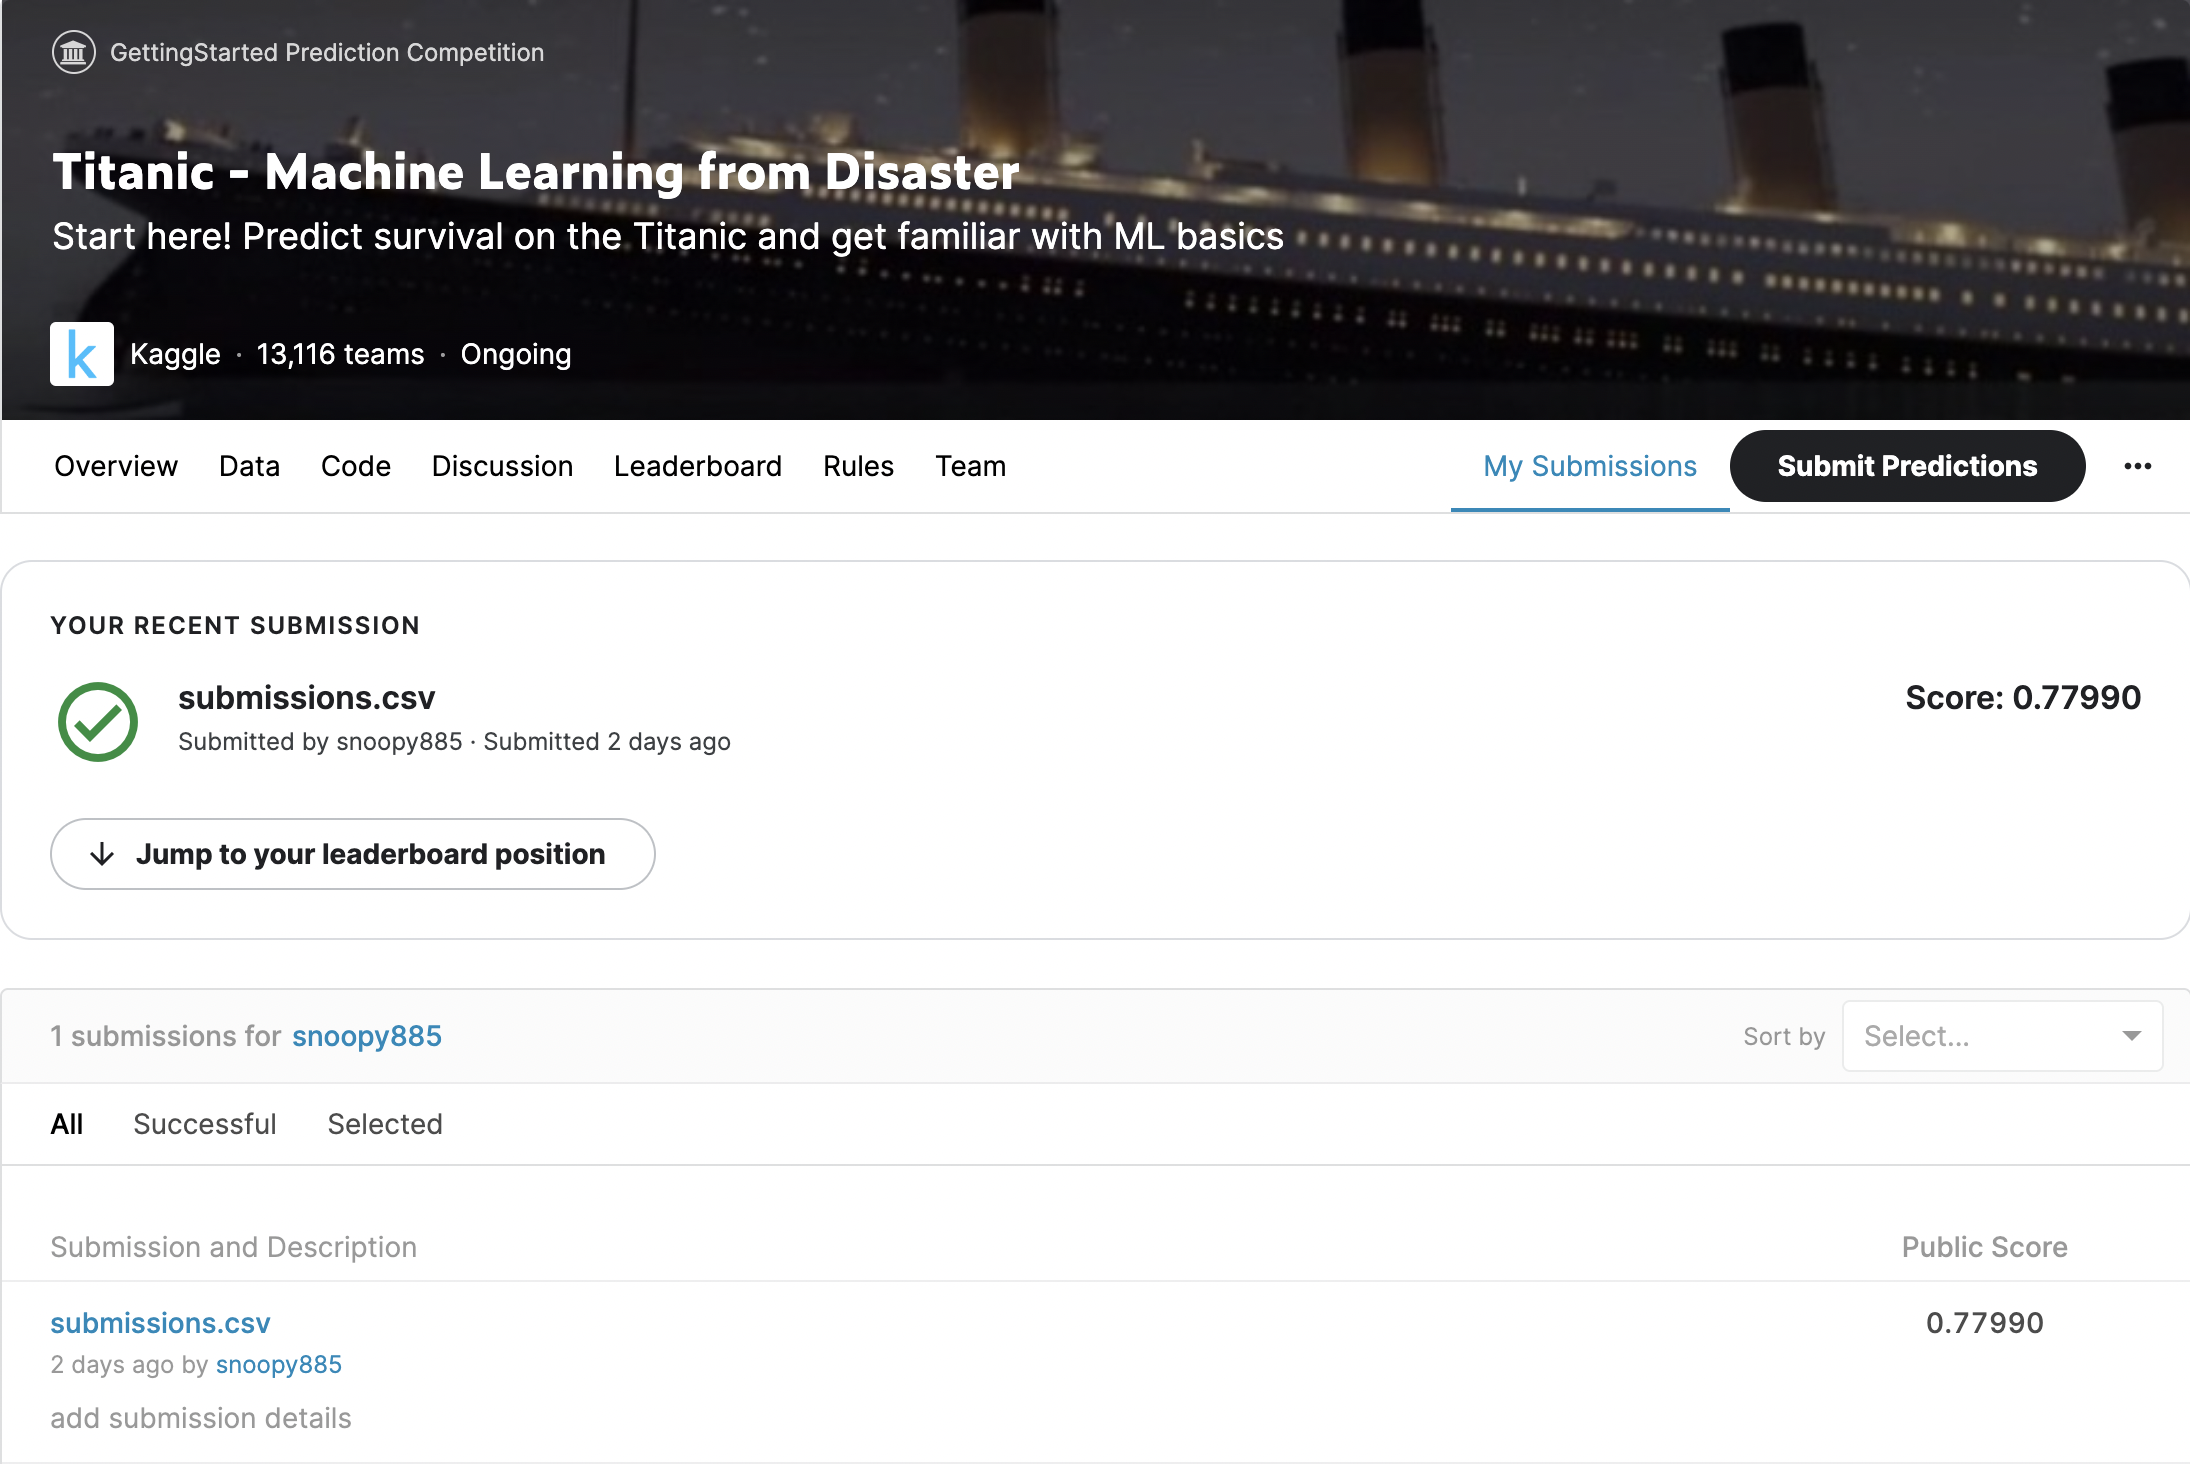 GettingStarted Prediction Competition
Titanic - Machine Learning from Disaster
Start here! Predict survival on the Titanic and get familiar with ML basics
k
Kaggle · 13,116 teams · Ongoing
Overview Data Code Discussion Leaderboard Rules Team My Submissions Submit Predictions ···
YOUR RECENT SUBMISSION
submissions.csv Score: 0.77990
Submitted by snoopy885 · Submitted 2 days ago
Jump to your leaderboard position
1 submissions for snoopy885 Sort by Select...
All Successful Selected
Submission and Description Public Score
submissions.csv 0.77990
2 days ago by snoopy885
add submission details